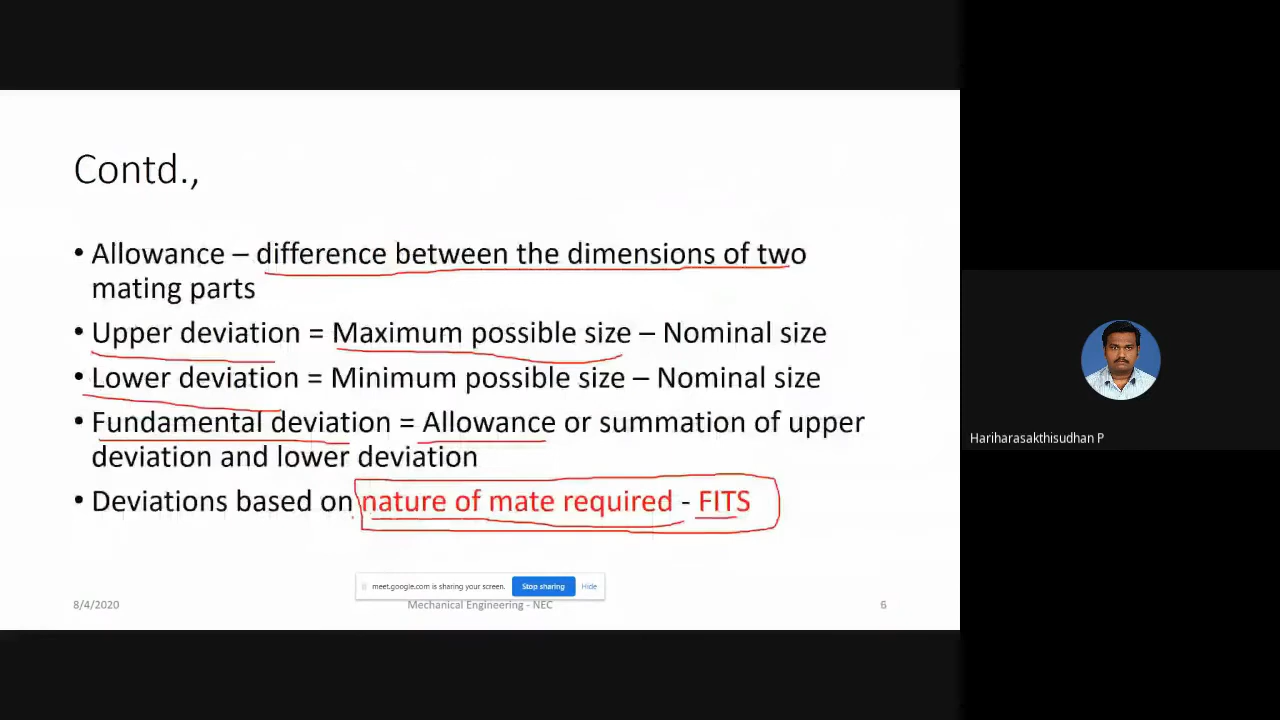 Contd.,
• Allowance – difference between the dimensions of two
mating parts
• Upper deviation = Maximum possible size – Nominal size
• Lower deviation = Minimum possible size – Nominal size
• Fundamental deviation = Allowance or summation of upper
deviation and lower deviation
• Deviations based on nature of mate required - FITS
meet.google.com is sharing your screen. Stop sharing Hide
8/4/2020 Mechanical Engineering - NEC 6
Hariharasakthisudhan P